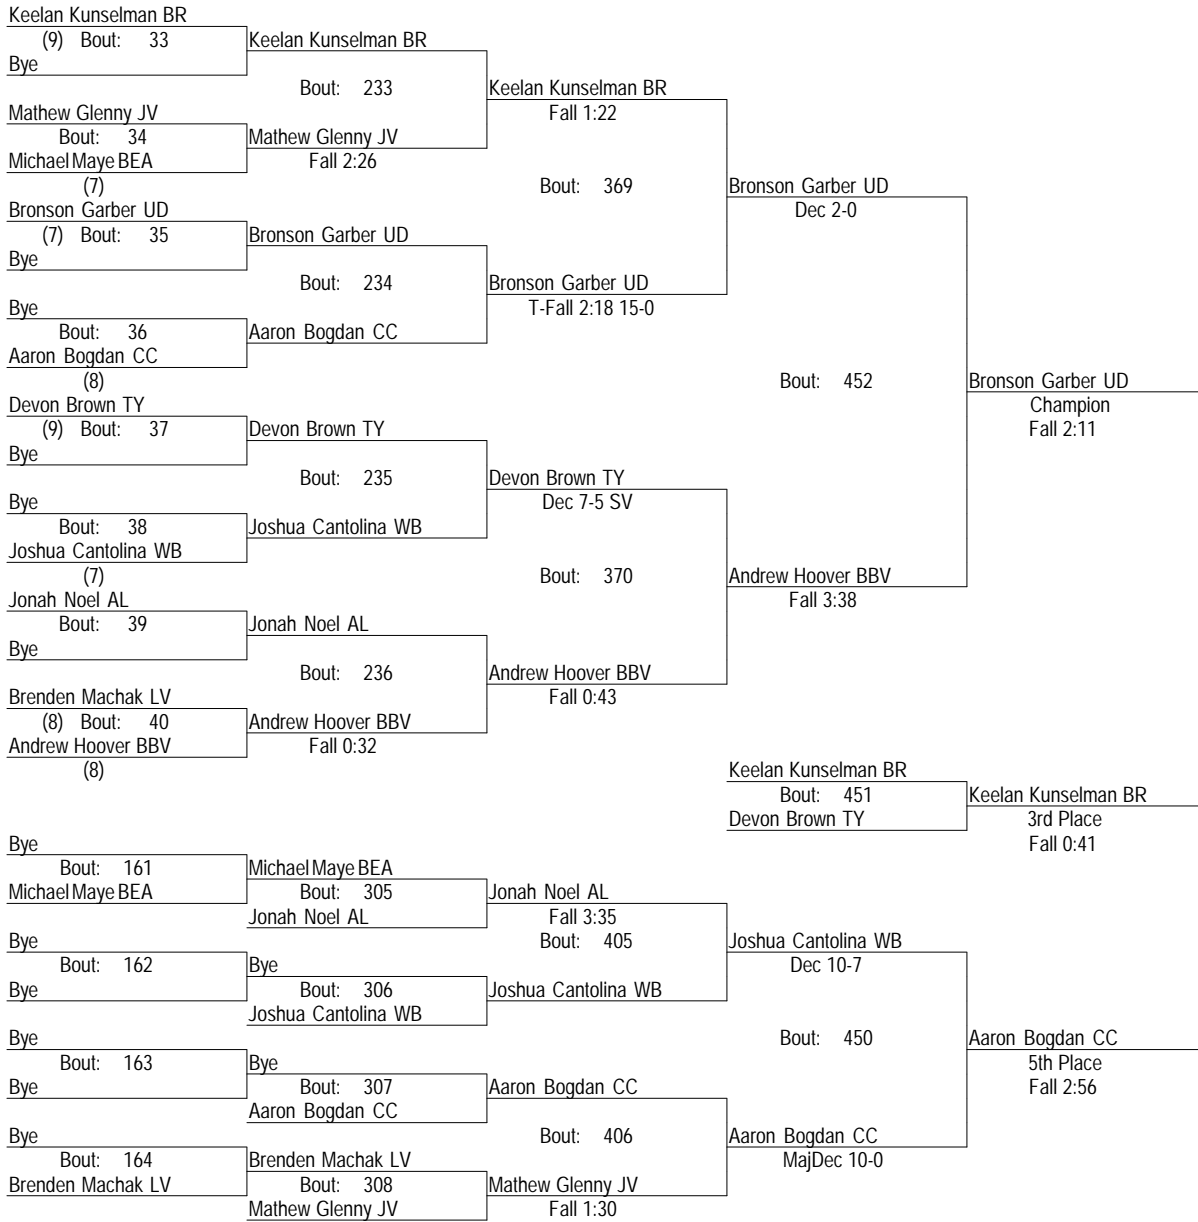 Keelan Kunselman BR
(9) Bout: 33
Keelan Kunselman BR
Bye
Bout: 233
Keelan Kunselman BR
Mathew Glenny JV
Fall 1:22
Bout: 34
Mathew Glenny JV
Michael Maye BEA
Fall 2:26
(7)
Bout: 369
Bronson Garber UD
Bronson Garber UD
Dec 2-0
(7) Bout: 35
Bronson Garber UD
Bye
Bout: 234
Bronson Garber UD
Bye
T-Fall 2:18 15-0
Bout: 36
Aaron Bogdan CC
Aaron Bogdan CC
(8)
Bout: 452
Bronson Garber UD
Devon Brown TY
Champion
(9) Bout: 37
Devon Brown TY
Fall 2:11
Bye
Bout: 235
Devon Brown TY
Bye
Dec 7-5 SV
Bout: 38
Joshua Cantolina WB
Joshua Cantolina WB
(7)
Bout: 370
Andrew Hoover BBV
Jonah Noel AL
Fall 3:38
Bout: 39
Jonah Noel AL
Bye
Bout: 236
Andrew Hoover BBV
Brenden Machak LV
Fall 0:43
(8) Bout: 40
Andrew Hoover BBV
Andrew Hoover BBV
Fall 0:32
(8)
Keelan Kunselman BR
Bout: 451
Keelan Kunselman BR
Devon Brown TY
3rd Place
Fall 0:41
Bye
Bout: 161
Michael Maye BEA
Michael Maye BEA
Bout: 305
Jonah Noel AL
Jonah Noel AL
Fall 3:35
Bye
Bout: 405
Joshua Cantolina WB
Bout: 162
Bye
Dec 10-7
Bye
Bout: 306
Joshua Cantolina WB
Joshua Cantolina WB
Bye
Bout: 450
Aaron Bogdan CC
Bout: 163
Bye
5th Place
Bye
Bout: 307
Aaron Bogdan CC
Fall 2:56
Aaron Bogdan CC
Bye
Bout: 406
Aaron Bogdan CC
Bout: 164
Brenden Machak LV
MajDec 10-0
Brenden Machak LV
Bout: 308
Mathew Glenny JV
Mathew Glenny JV
Fall 1:30